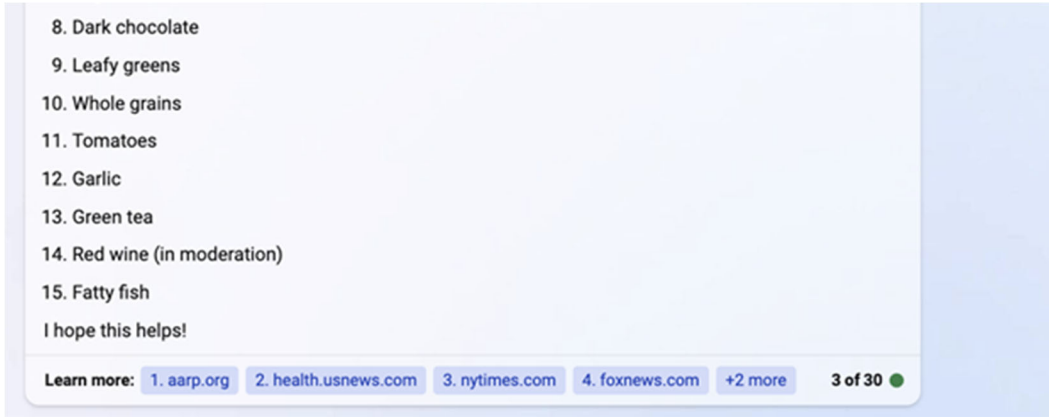 8. Dark chocolate
9. Leafy greens
10. Whole grains
11. Tomatoes
12. Garlic
13. Green tea
14. Red wine (in moderation)
15. Fatty fish
I hope this helps!
Learn more: 1. aarp.org 2. health.usnews.com 3. nytimes.com 4. foxnews.com +2 more 3 of 30